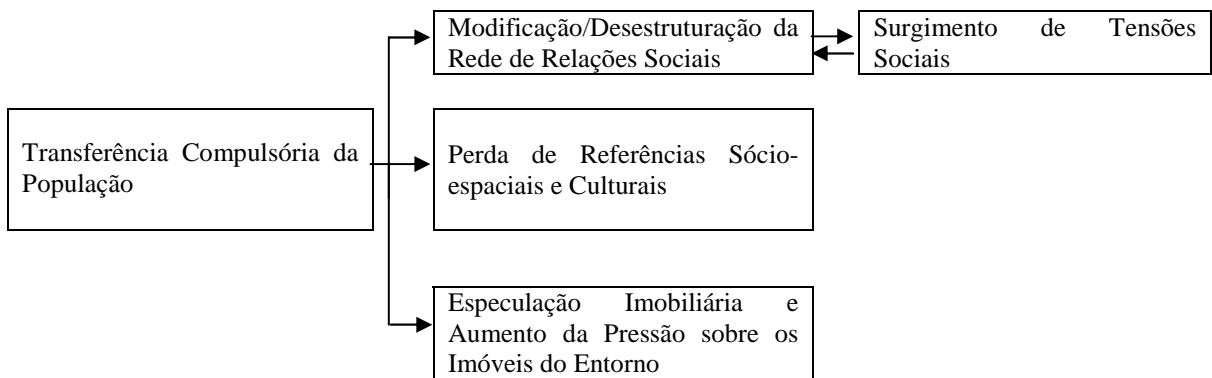 Modificação/Desestruturação da
Rede de Relações Sociais
Surgimento de Tensões
Sociais
Transferência Compulsória da
População
Perda de Referências Sócio-
espaciais e Culturais
Especulação Imobiliária e
Aumento da Pressão sobre os
Imóveis do Entorno